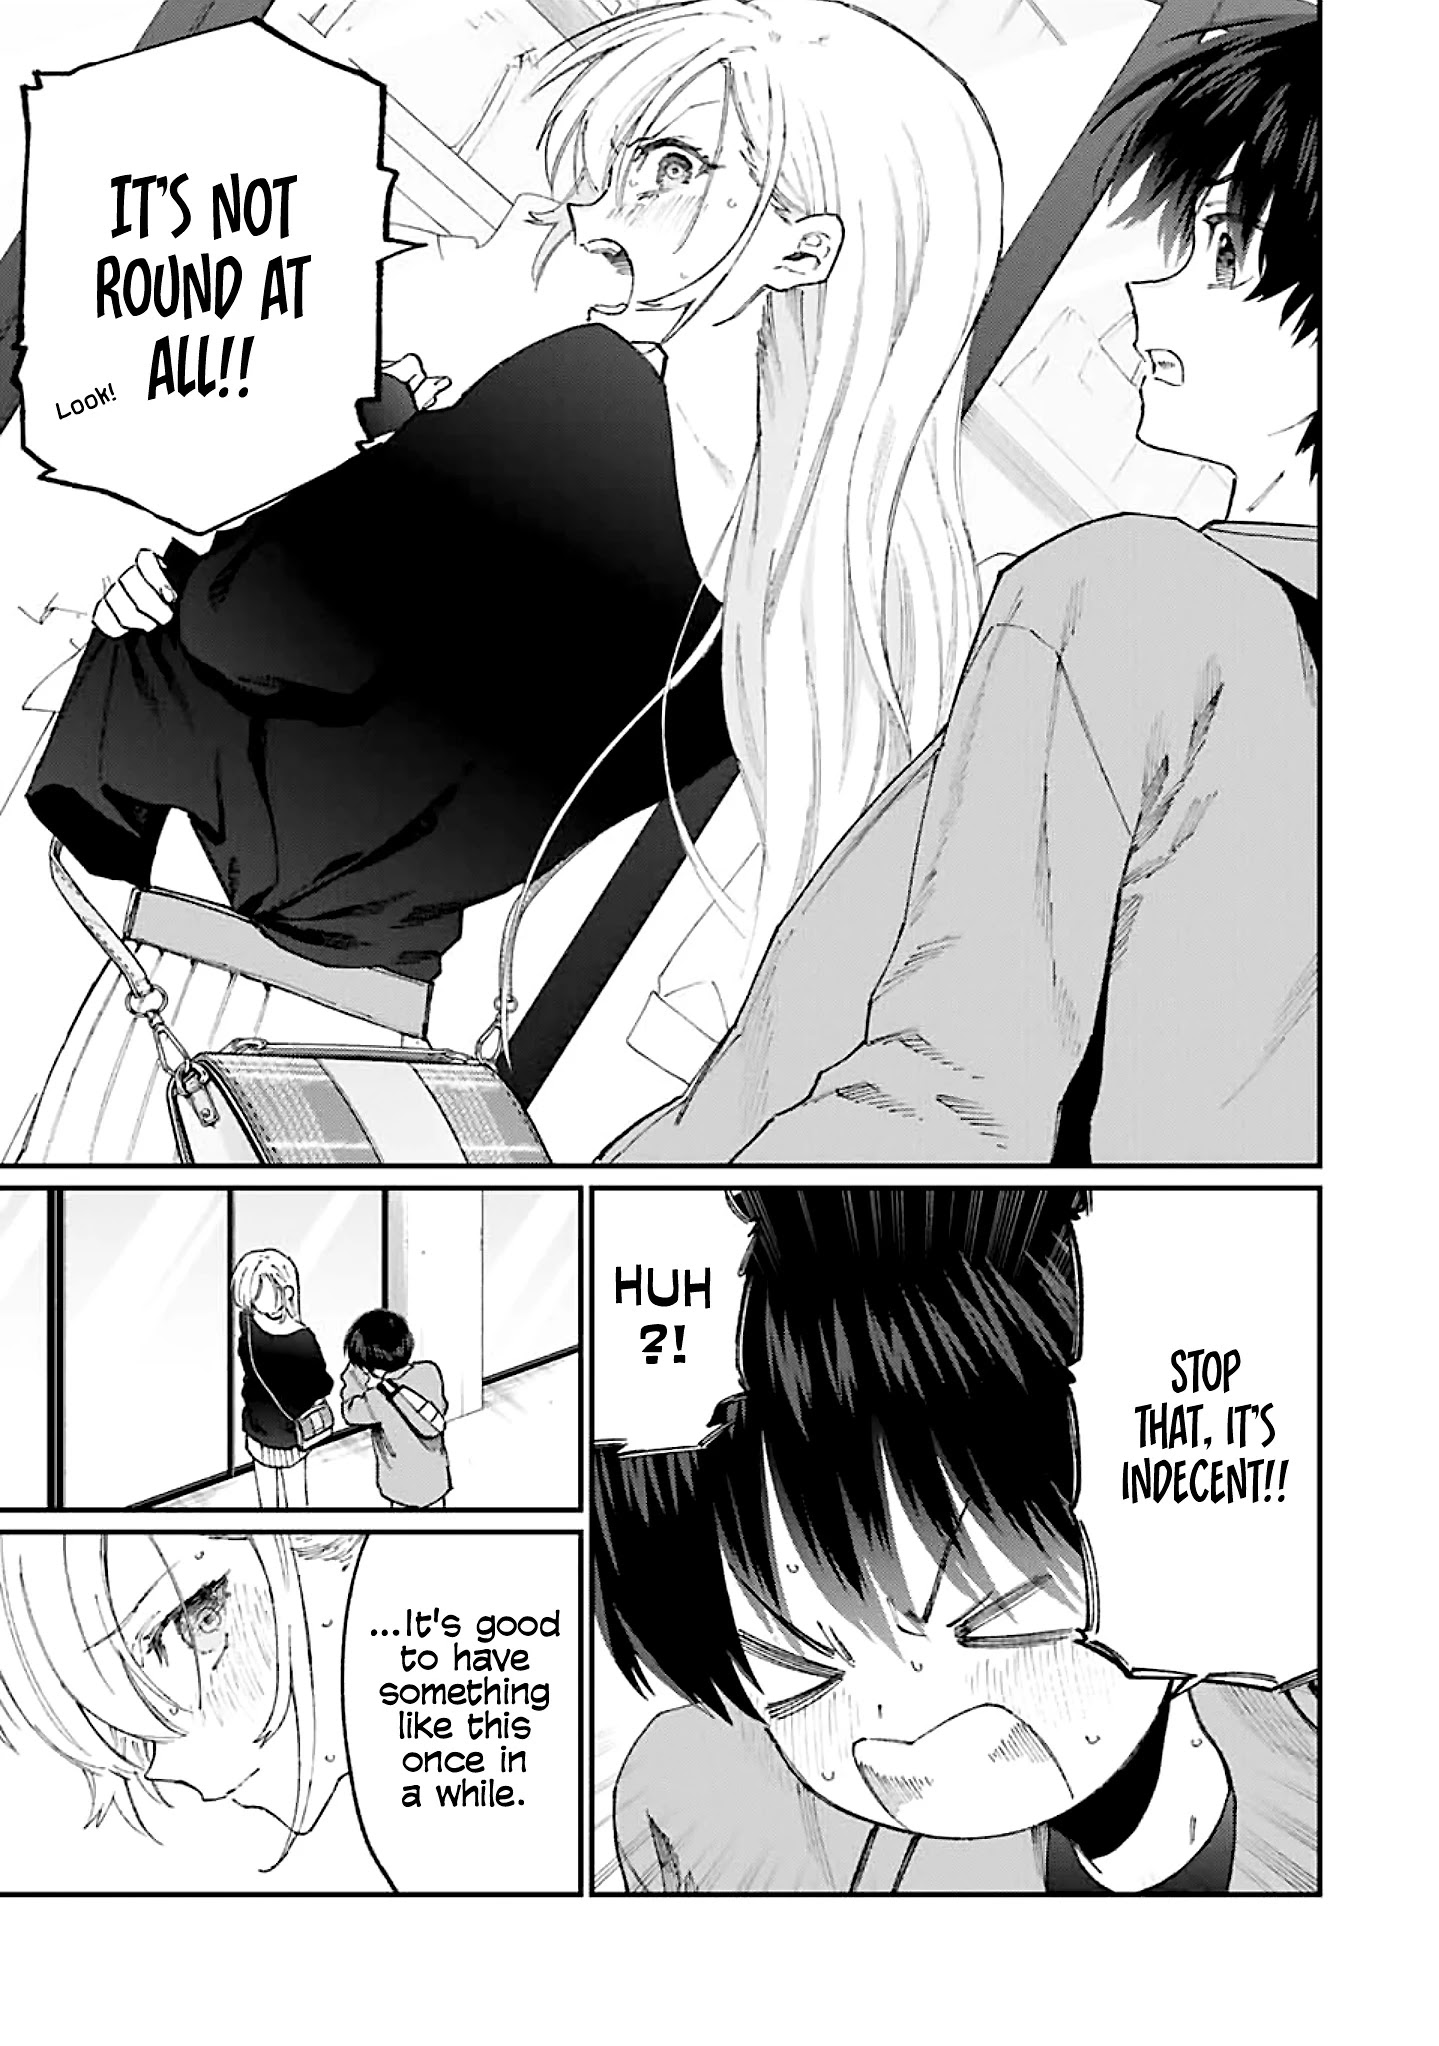 IT'S NOT
ROUND AT
ALL!!
Look!
STOP
THAT, IT'S
INDECENT!!
HUH
?!
...It's good
to have
something
like this
once in
a while.